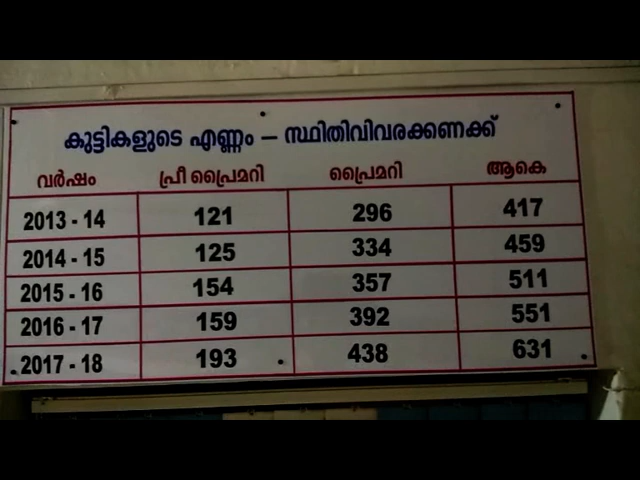 കുട്ടികളുടെ എണ്ണം – സ്ഥിതിവിവരക്കണക്ക്
വർഷം പ്രീ പ്രൈമറി പ്രൈമറി ആകെ
2013 - 14 121 296 417
2014 - 15 125 334 459
2015 - 16 154 357 511
2016 - 17 159 392 551
2017 - 18 193 438 631